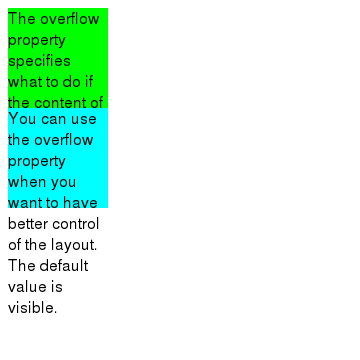 The overflow
property
specifies
what to do if
the content of
You can use
the overflow
property
when you
want to have
better control
of the layout.
The default
value is
visible.